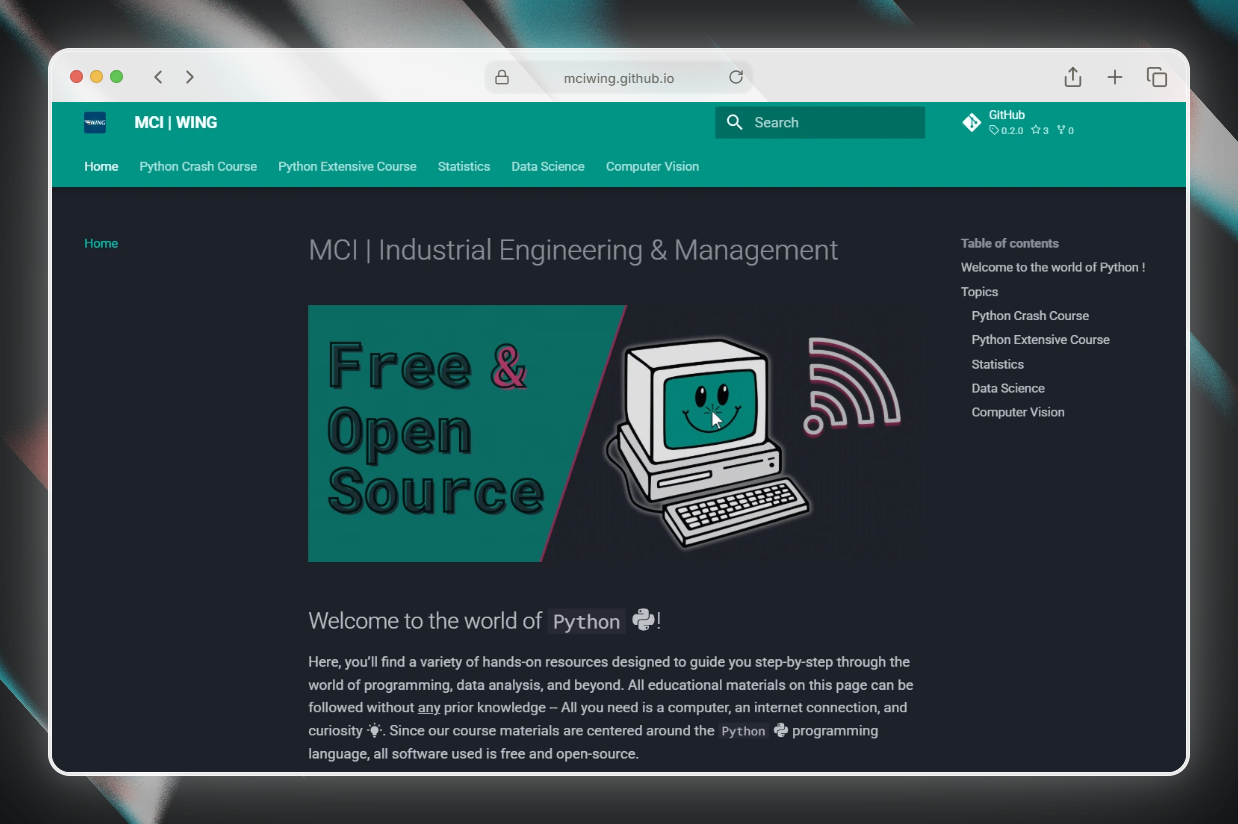 mciwing.github.io
WING
MCI | WING
Search
GitHub
0.2.0 3 0
Home Python Crash Course Python Extensive Course Statistics Data Science Computer Vision
Home
MCI | Industrial Engineering & Management
Free &
Open
Source
Welcome to the world of Python !
Here, you'll find a variety of hands-on resources designed to guide you step-by-step through the
world of programming, data analysis, and beyond. All educational materials on this page can be
followed without any prior knowledge – All you need is a computer, an internet connection, and
curiosity . Since our course materials are centered around the Python programming
language, all software used is free and open-source.
Table of contents
Welcome to the world of Python !
Topics
Python Crash Course
Python Extensive Course
Statistics
Data Science
Computer Vision